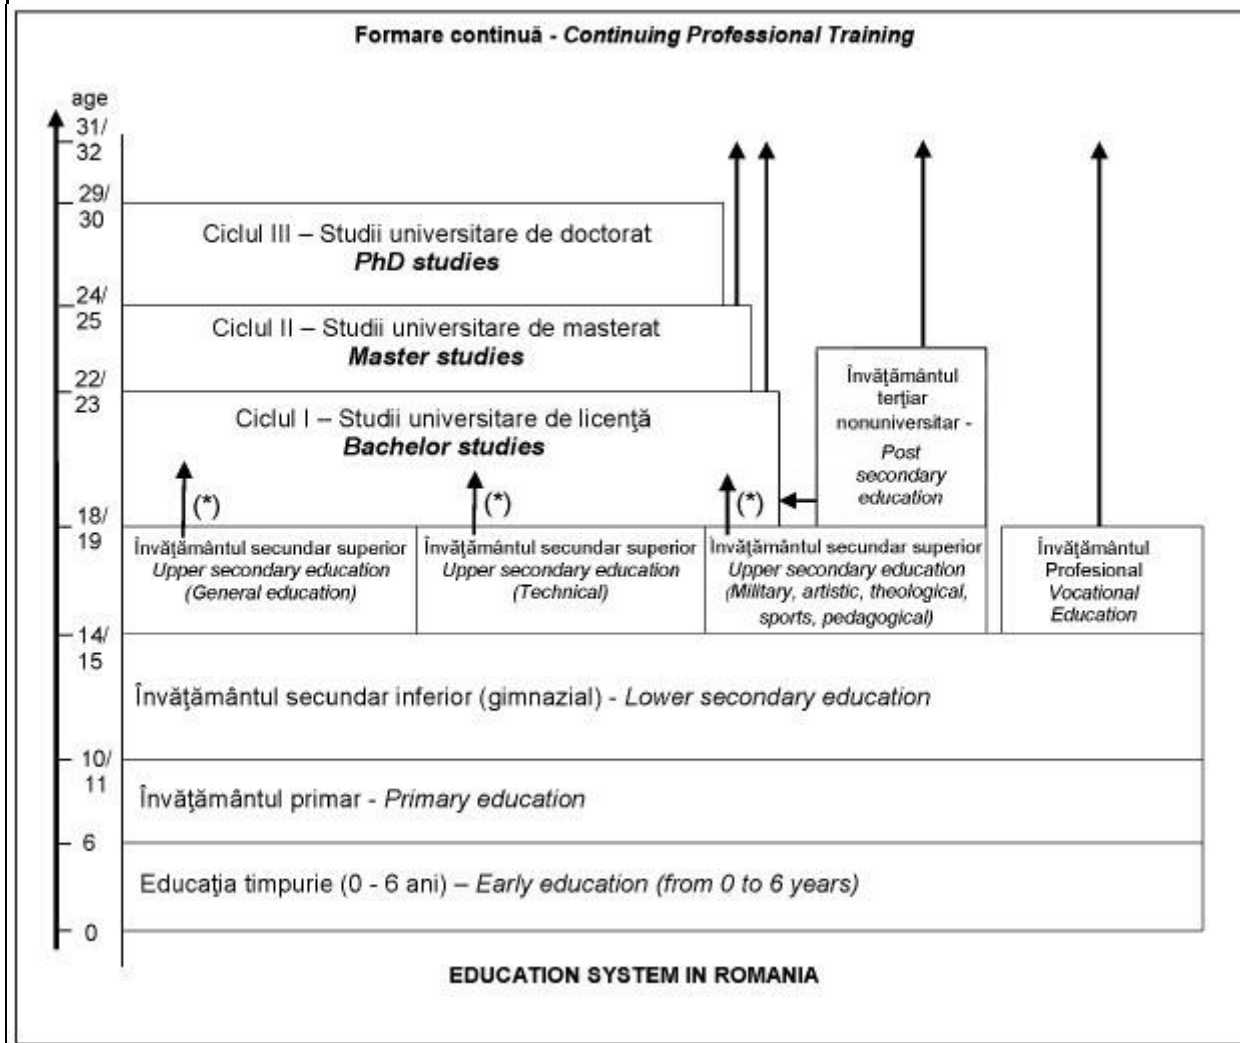 Formare continuă - Continuing Professional Training
age
31/
32
29/
30
Ciclul III – Studii universitare de doctorat
PhD studies
24/
25
Ciclul II – Studii universitare de masterat
Master studies
22/
23
Ciclul I – Studii universitare de licenţă
Bachelor studies
Învăţământul
terţiar
nonuniversitar -
Post
secondary
education
(*)
(*)
(*)
18/
19
Învăţământul secundar superior
Upper secondary education
(General education)
Învăţământul secundar superior
Upper secondary education
(Technical)
Învăţământul secundar superior
Upper secondary education
(Military, artistic, theological,
sports, pedagogical)
Învăţământul
Profesional
Vocational
Education
14/
15
Învăţământul secundar inferior (gimnazial) - Lower secondary education
10/
11
Învăţământul primar - Primary education
6
Educaţia timpurie (0 - 6 ani) – Early education (from 0 to 6 years)
0
EDUCATION SYSTEM IN ROMANIA